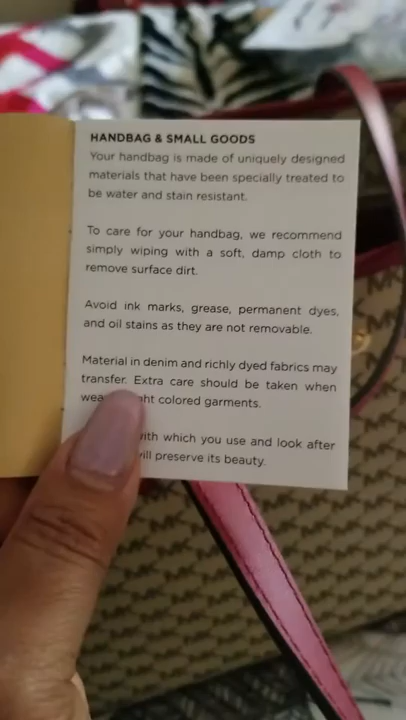 HANDBAG & SMALL GOODS
Your handbag is made of uniquely designed
materials that have been specially treated to
be water and stain resistant.
To care for your handbag, we recommend
simply wiping with a soft, damp cloth to
remove surface dirt.
Avoid ink marks, grease, permanent dyes,
and oil stains as they are not removable.
Material in denim and richly dyed fabrics may
transfer. Extra care should be taken when
colored garments.
with which you use and look after
will preserve its beauty.